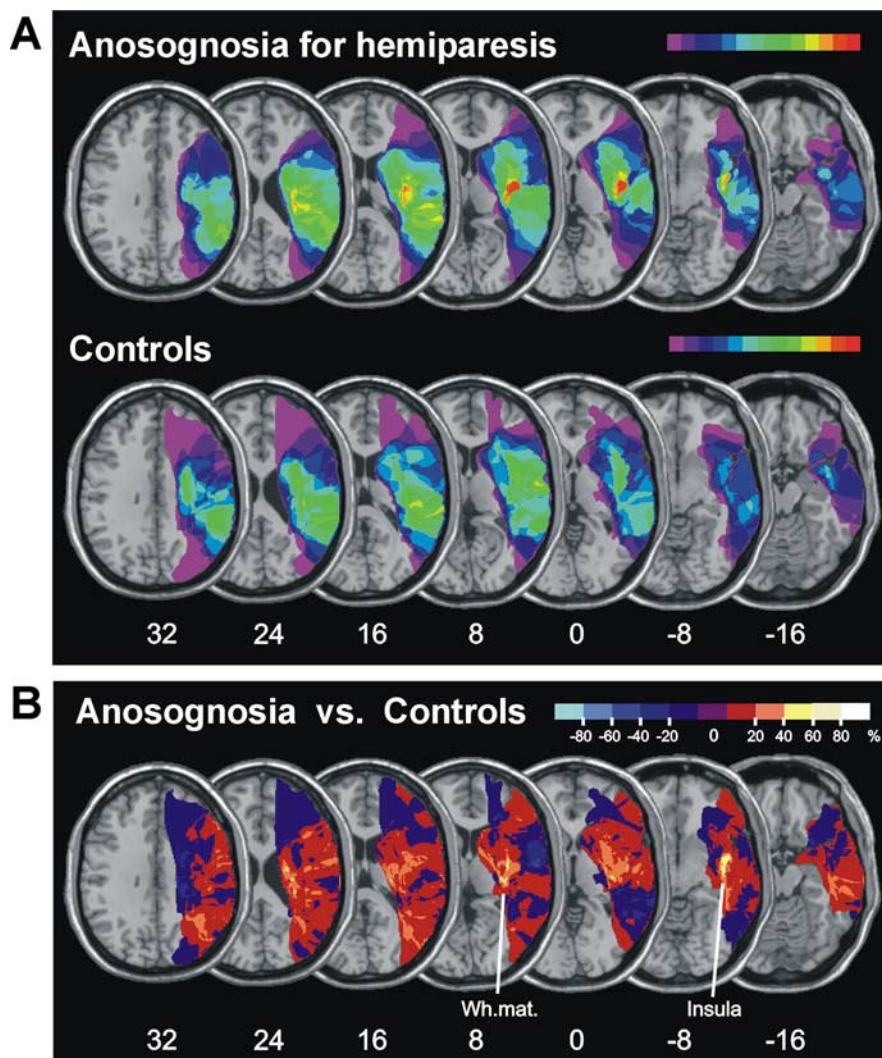 A
Anosognosia for hemiparesis
Controls
32 24 16 8 0 -8 -16
B
Anosognosia vs. Controls
-80 -60 -40 -20 0 20 40 60 80 %
Wh.mat. Insula
32 24 16 8 0 -8 -16